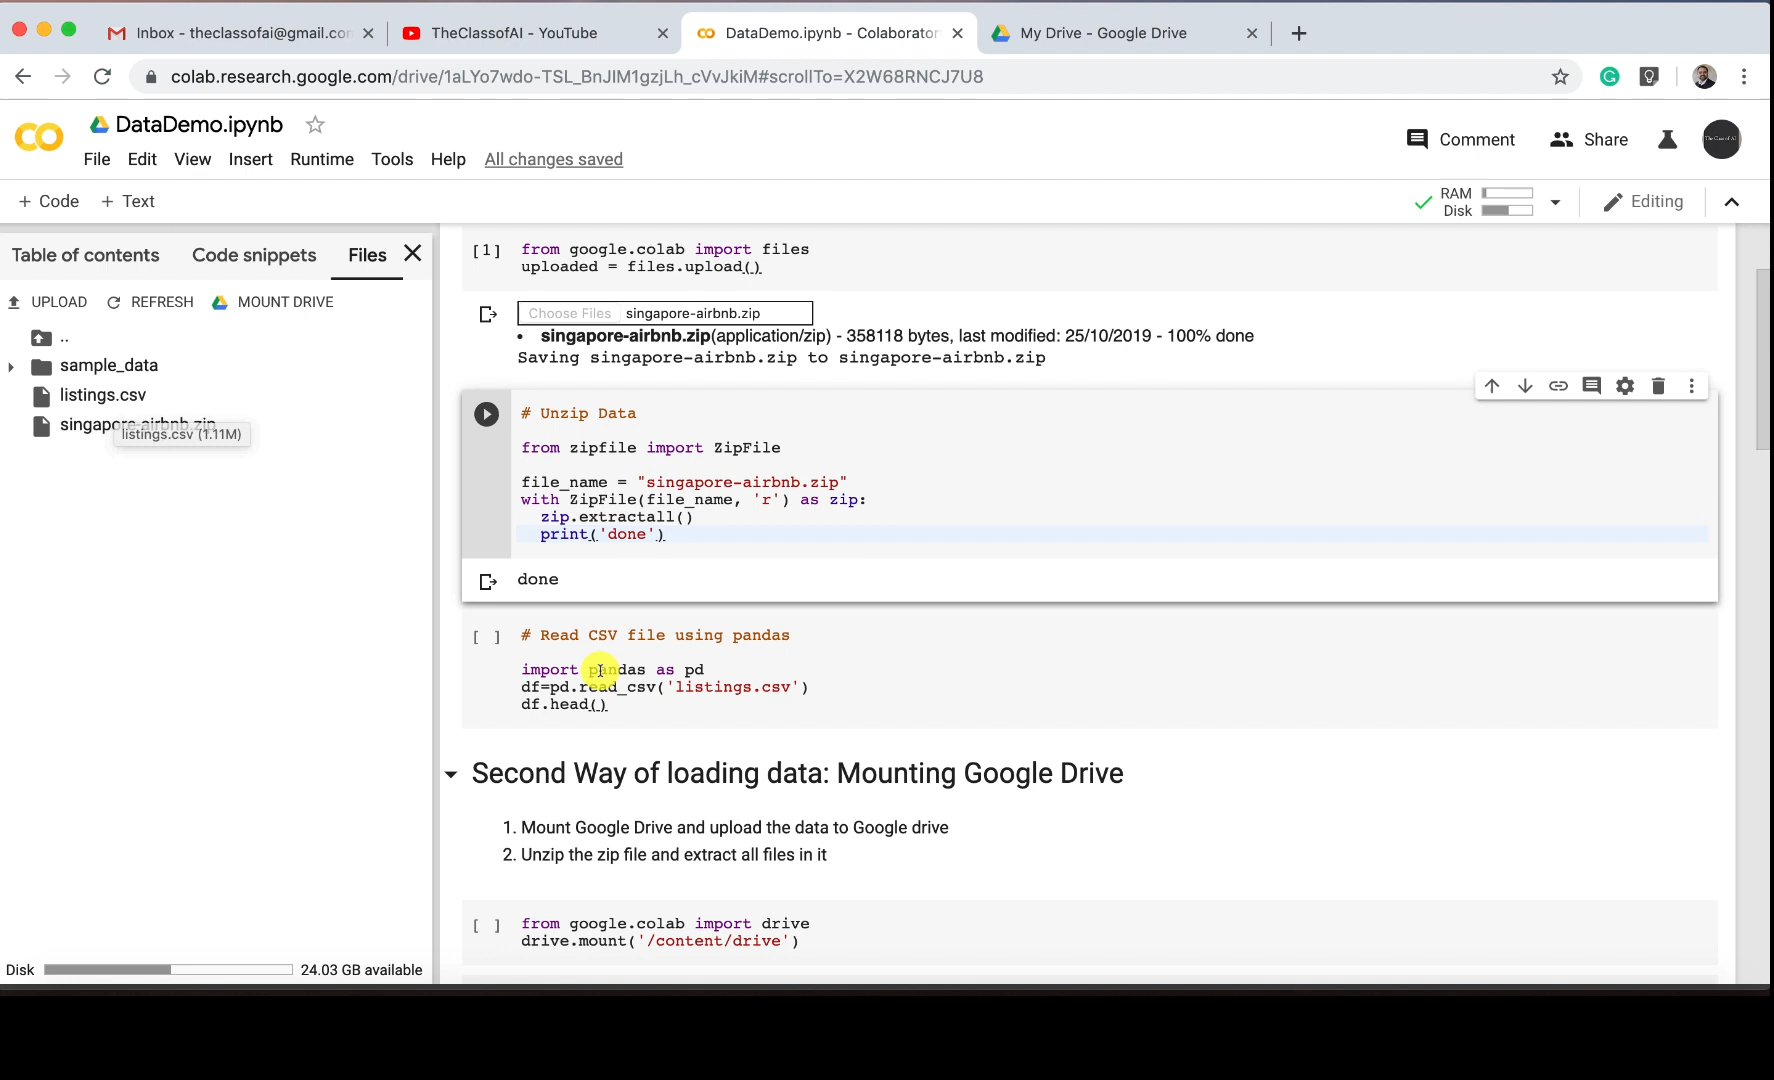 Inbox - theclassofai@gmail.con
TheClassofAI - YouTube
DataDemo.ipynb - Colaborator
My Drive - Google Drive
colab.research.google.com/drive/1aLYo7wdo-TSL_BnJIM1gzjLh_cVvJkiM#scrollTo=X2W68RNCJ7U8
DataDemo.ipynb
File Edit View Insert Runtime Tools Help All changes saved
Comment
Share
+ Code + Text
RAM
Disk
Editing
Table of contents Code snippets Files
UPLOAD REFRESH MOUNT DRIVE
..
sample_data
listings.csv
singapore-airbnb.zip
listings.csv (1.11M)
Disk 24.03 GB available
[1] from google.colab import files
uploaded = files.upload()
Choose Files singapore-airbnb.zip
• singapore-airbnb.zip(application/zip) - 358118 bytes, last modified: 25/10/2019 - 100% done
Saving singapore-airbnb.zip to singapore-airbnb.zip
# Unzip Data
from zipfile import ZipFile
file_name = "singapore-airbnb.zip"
with ZipFile(file_name, 'r') as zip:
zip.extractall()
print('done')
done
[ ] # Read CSV file using pandas
import pandas as pd
df=pd.read_csv('listings.csv')
df.head()
Second Way of loading data: Mounting Google Drive
1. Mount Google Drive and upload the data to Google drive
2. Unzip the zip file and extract all files in it
[ ] from google.colab import drive
drive.mount('/content/drive')